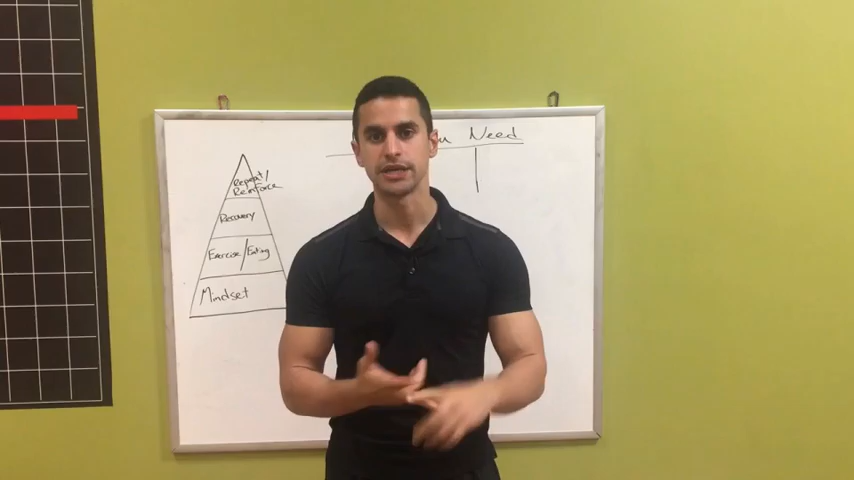 u Need
Repeat/
Reinforce
Recovery
Exercise/Eating
Mindset